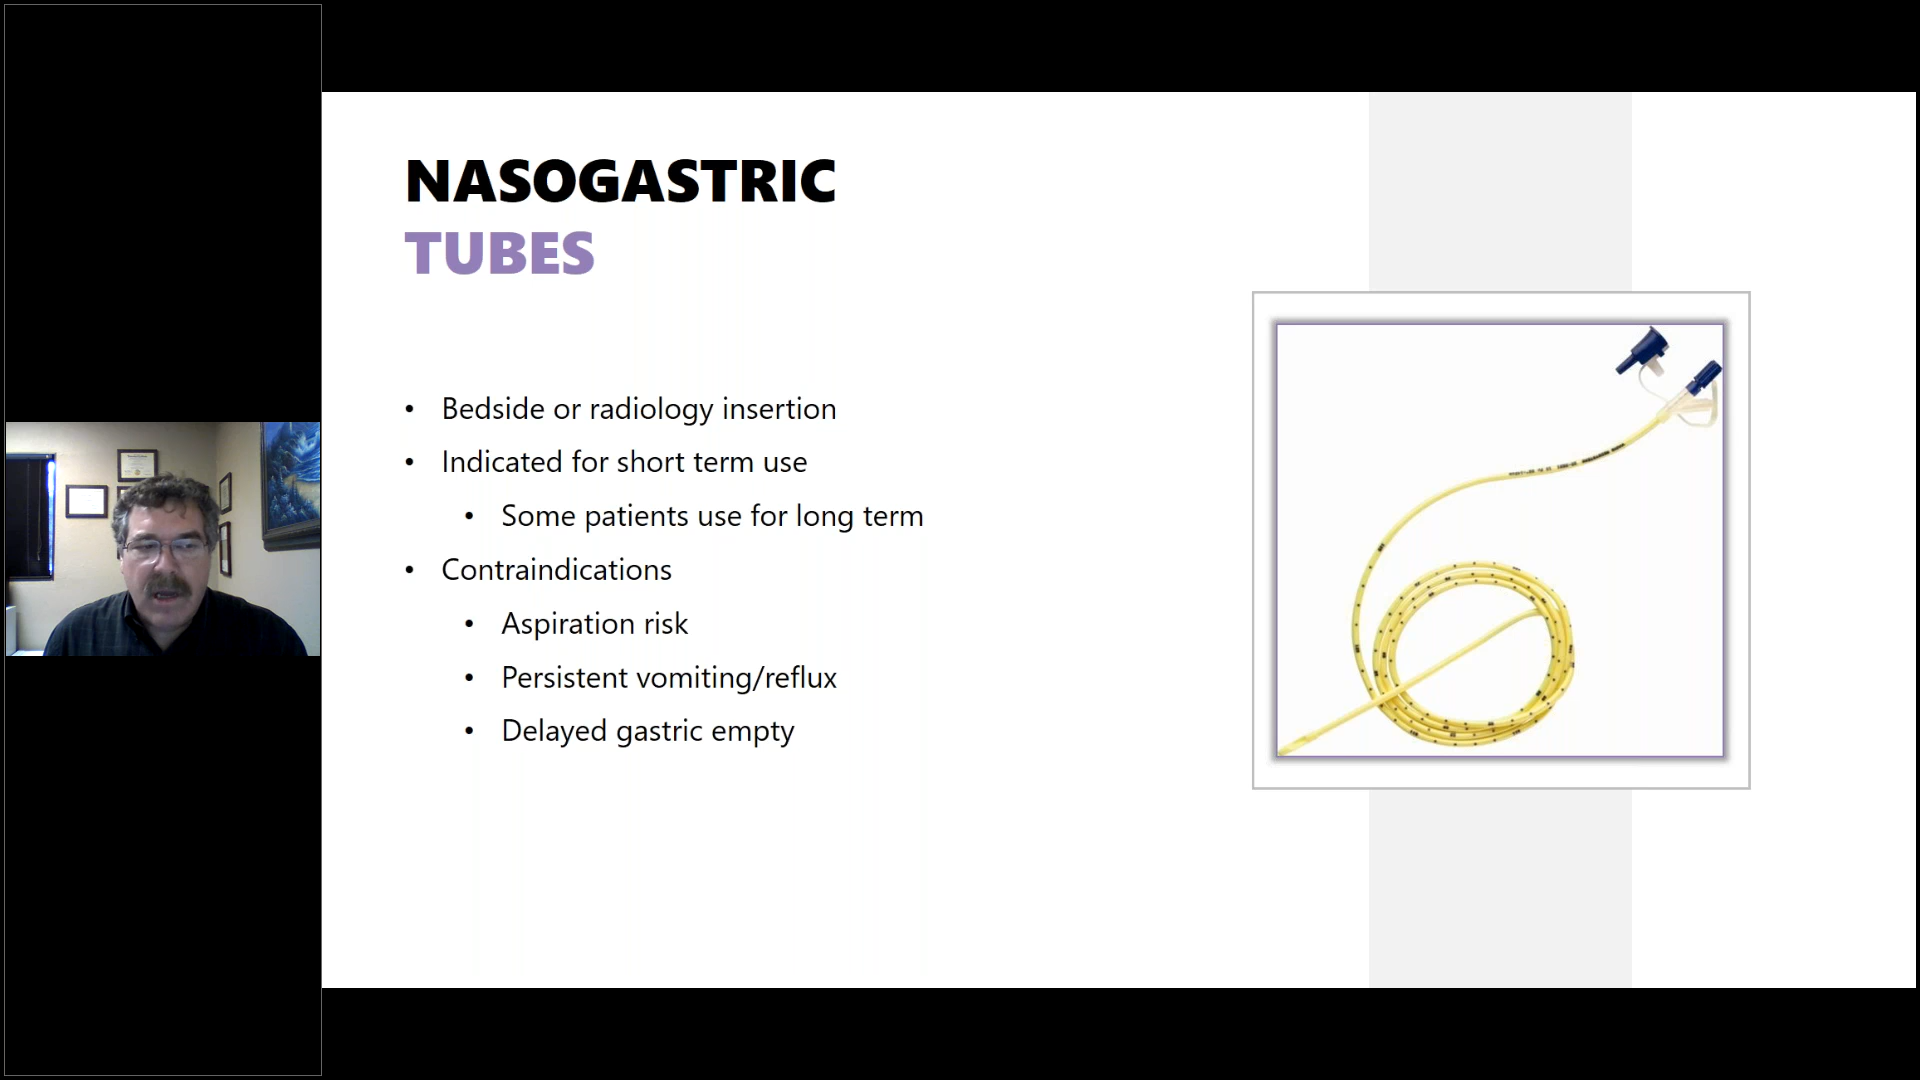 NASOGASTRIC
TUBES
• Bedside or radiology insertion
• Indicated for short term use
• Some patients use for long term
• Contraindications
• Aspiration risk
• Persistent vomiting/reflux
• Delayed gastric empty